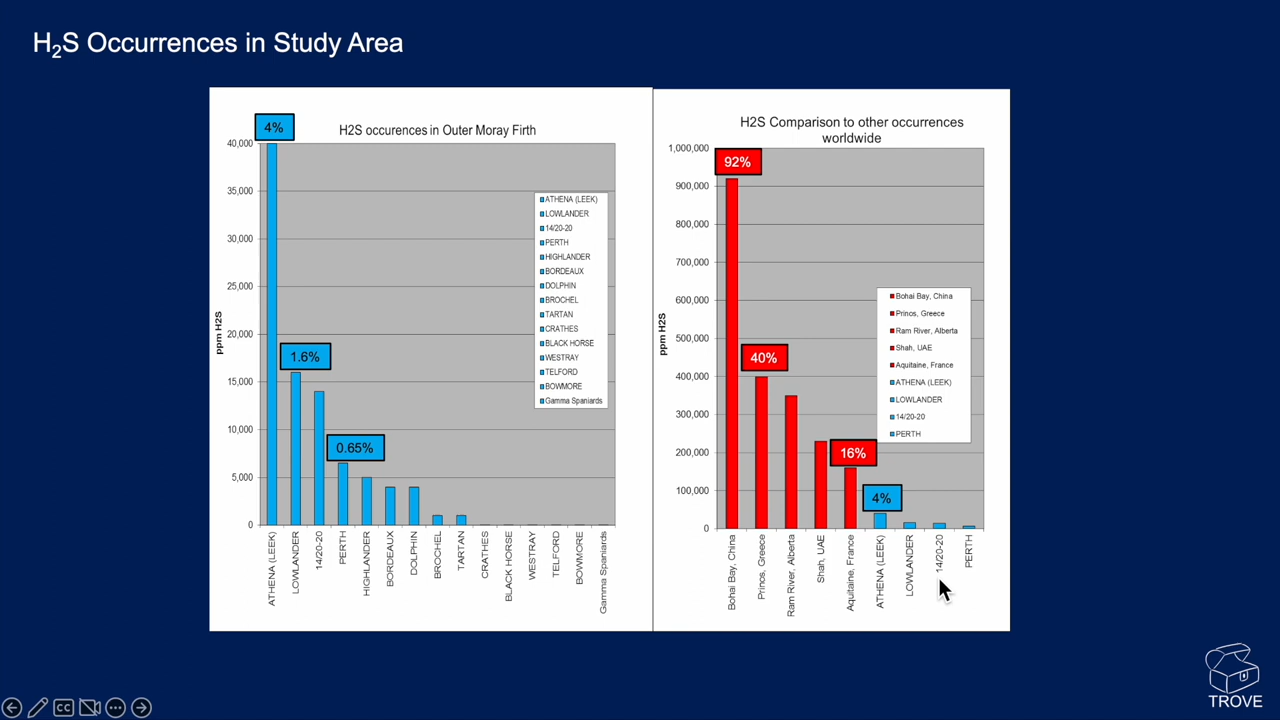 H2S Occurrences in Study Area
H2S occurences in Outer Moray Firth
4%
1.6%
0.65%
40,000
35,000
30,000
25,000
20,000
15,000
10,000
5,000
0
ppm H2S
ATHENA (LEEK)
LOWLANDER
14/20-20
PERTH
HIGHLANDER
BORDEAUX
DOLPHIN
BROCHEL
TARTAN
CRATHES
BLACK HORSE
WESTRAY
TELFORD
BOWMORE
Gamma Spaniards
ATHENA (LEEK)
LOWLANDER
14/20-20
PERTH
HIGHLANDER
BORDEAUX
DOLPHIN
BROCHEL
TARTAN
CRATHES
BLACK HORSE
WESTRAY
TELFORD
BOWMORE
Gamma Spaniards
H2S Comparison to other occurrences
worldwide
92%
40%
16%
4%
1,000,000
900,000
800,000
700,000
600,000
500,000
400,000
300,000
200,000
100,000
0
ppm H2S
Bohai Bay, China
Prinos, Greece
Ram River, Alberta
Shah, UAE
Aquitaine, France
ATHENA (LEEK)
LOWLANDER
14/20-20
PERTH
Bohai Bay, China
Prinos, Greece
Ram River, Alberta
Shah, UAE
Aquitaine, France
ATHENA (LEEK)
LOWLANDER
14/20-20
PERTH
CC
TROVE